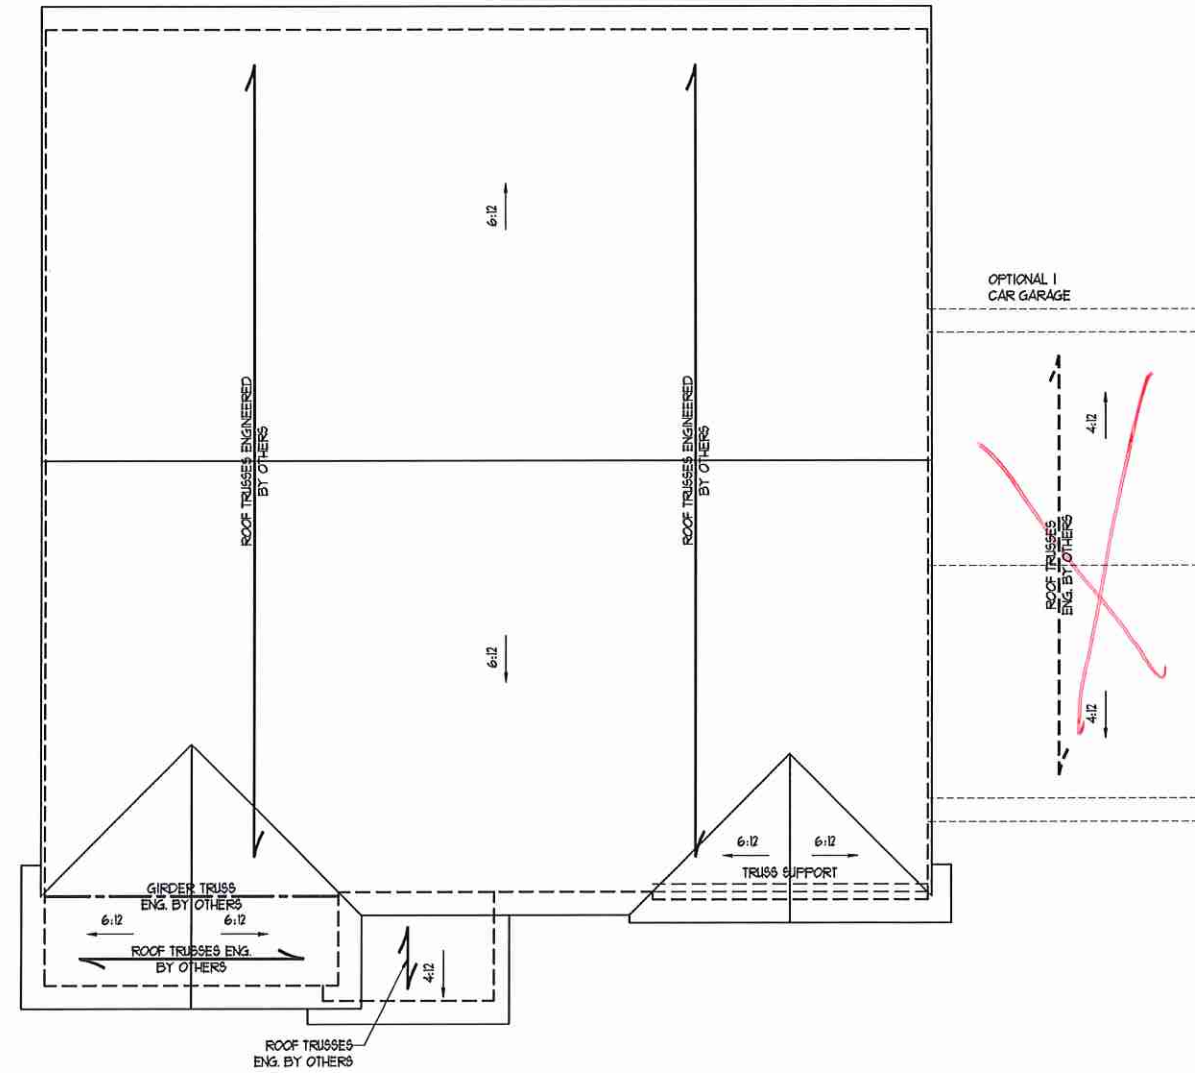 6:12
OPTIONAL 1
CAR GARAGE
ROOF TRUSSES ENGINEERED
BY OTHERS
ROOF TRUSSES ENGINEERED
BY OTHERS
4:12
ROOF TRUSSES
ENG. BY OTHERS
6:12
4:12
6:12
6:12
TRUSS SUPPORT
GIRDER TRUSS
ENG. BY OTHERS
6:12
6:12
ROOF TRUSSES ENG.
BY OTHERS
4:12
ROOF TRUSSES
ENG. BY OTHERS